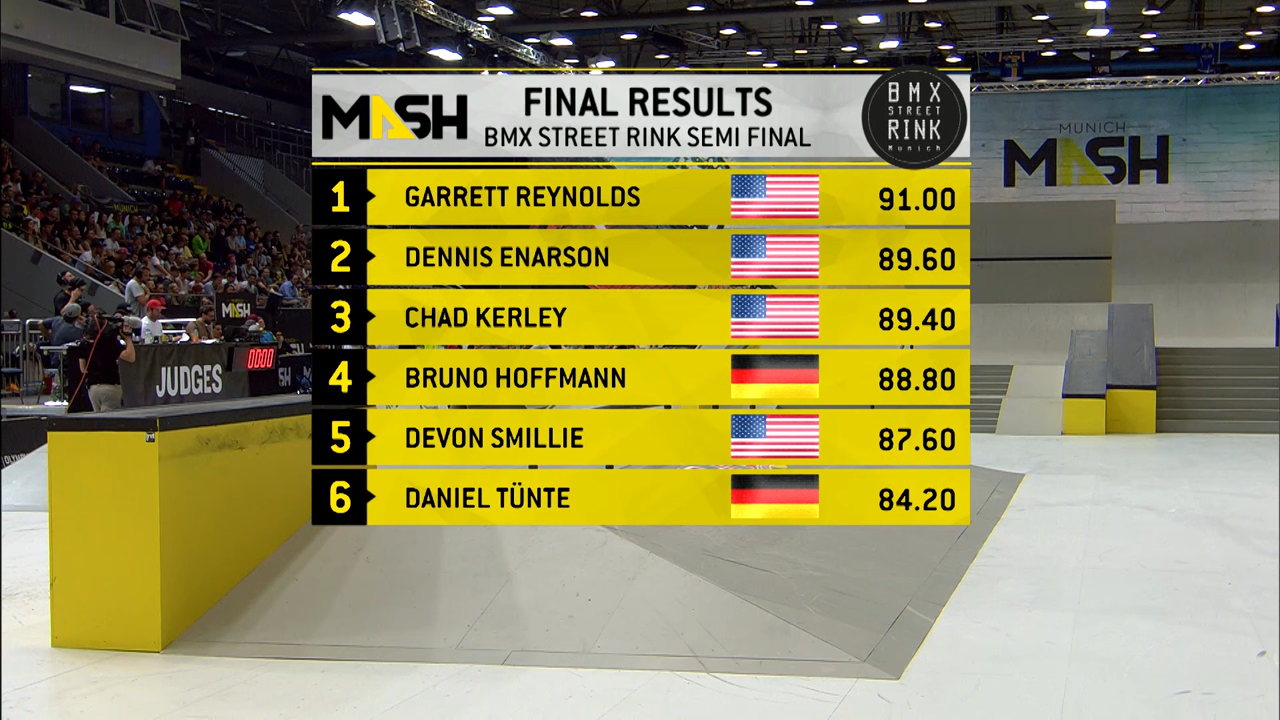 MASH
FINAL RESULTS
BMX STREET RINK SEMI FINAL
BMX
STREET
RINK
Munich
1 GARRETT REYNOLDS 91.00
2 DENNIS ENARSON 89.60
3 CHAD KERLEY 89.40
4 BRUNO HOFFMANN 88.80
5 DEVON SMILLIE 87.60
6 DANIEL TÜNTE 84.20
MUNICH
MASH
MASH
JUDGES
0000